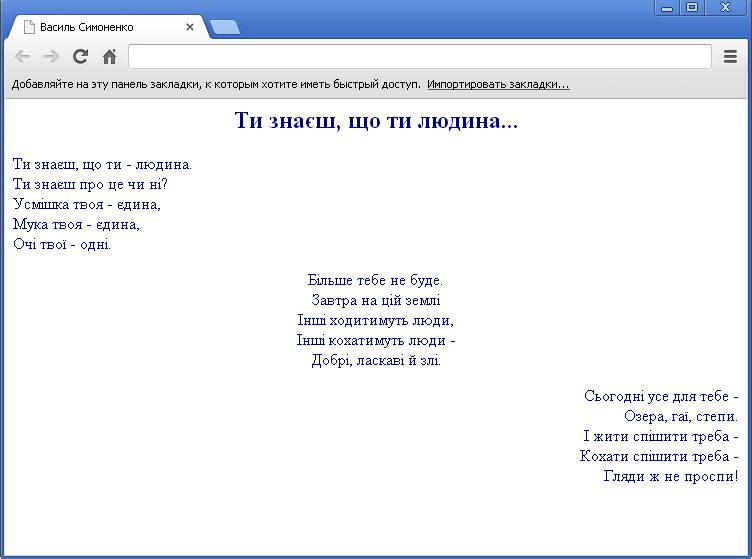 Василь Симоненко
Добавляйте на эту панель закладки, к которым хотите иметь быстрый доступ. Импортировать закладки...
Ти знаєш, що ти людина...
Ти знаєш, що ти - людина.
Ти знаєш про це чи ні?
Усмішка твоя - єдина,
Мука твоя - єдина,
Очі твої - одні.
Більше тебе не буде.
Завтра на цій землі
Інші ходитимуть люди,
Інші кохатимуть люди -
Добрі, ласкаві й злі.
Сьогодні усе для тебе -
Озера, гаї, степи.
І жити спішити треба -
Кохати спішити треба -
Гляди ж не проспи!